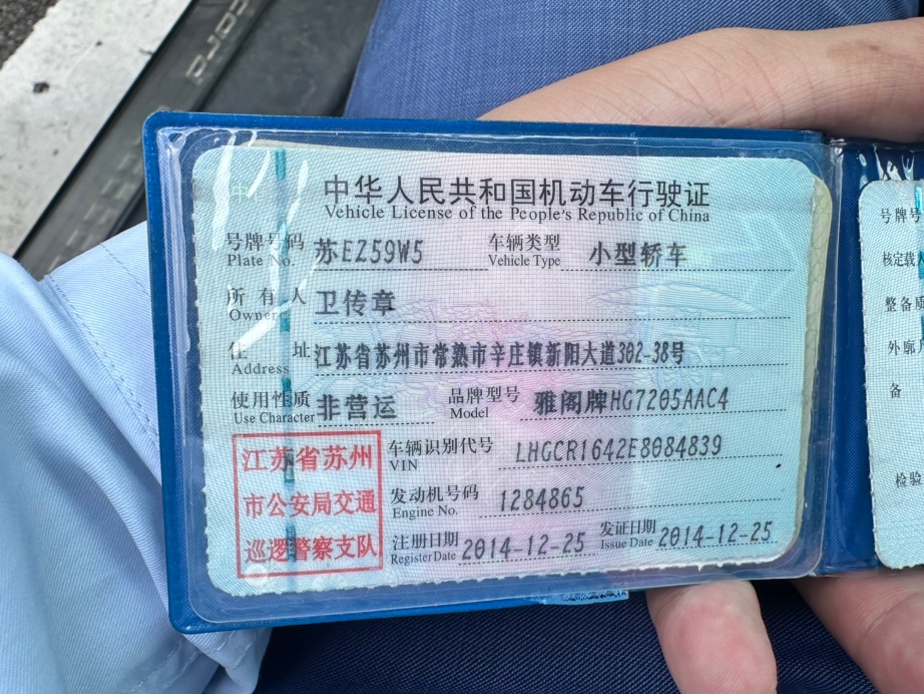 中华人民共和国机动车行驶证
Vehicle License of the People's Republic of China
号牌号码 苏EZ59W5 车辆类型 小型轿车
Plate No. Vehicle Type
所有人 卫传章
Owner
住址 江苏省苏州市常熟市辛庄镇新阳大道302-38号
Address
使用性质 非营运 品牌型号 雅阁牌HG7205AAC4
Use Character Model
江苏省苏州
市公安局交通
巡逻警察支队
车辆识别代号 LHGCR1642E8084839
VIN
发动机号码 1284865
Engine No.
注册日期 2014-12-25 发证日期 2014-12-25
Register Date Issue Date
号牌号
核定载人
整备质
外廓
备
检验